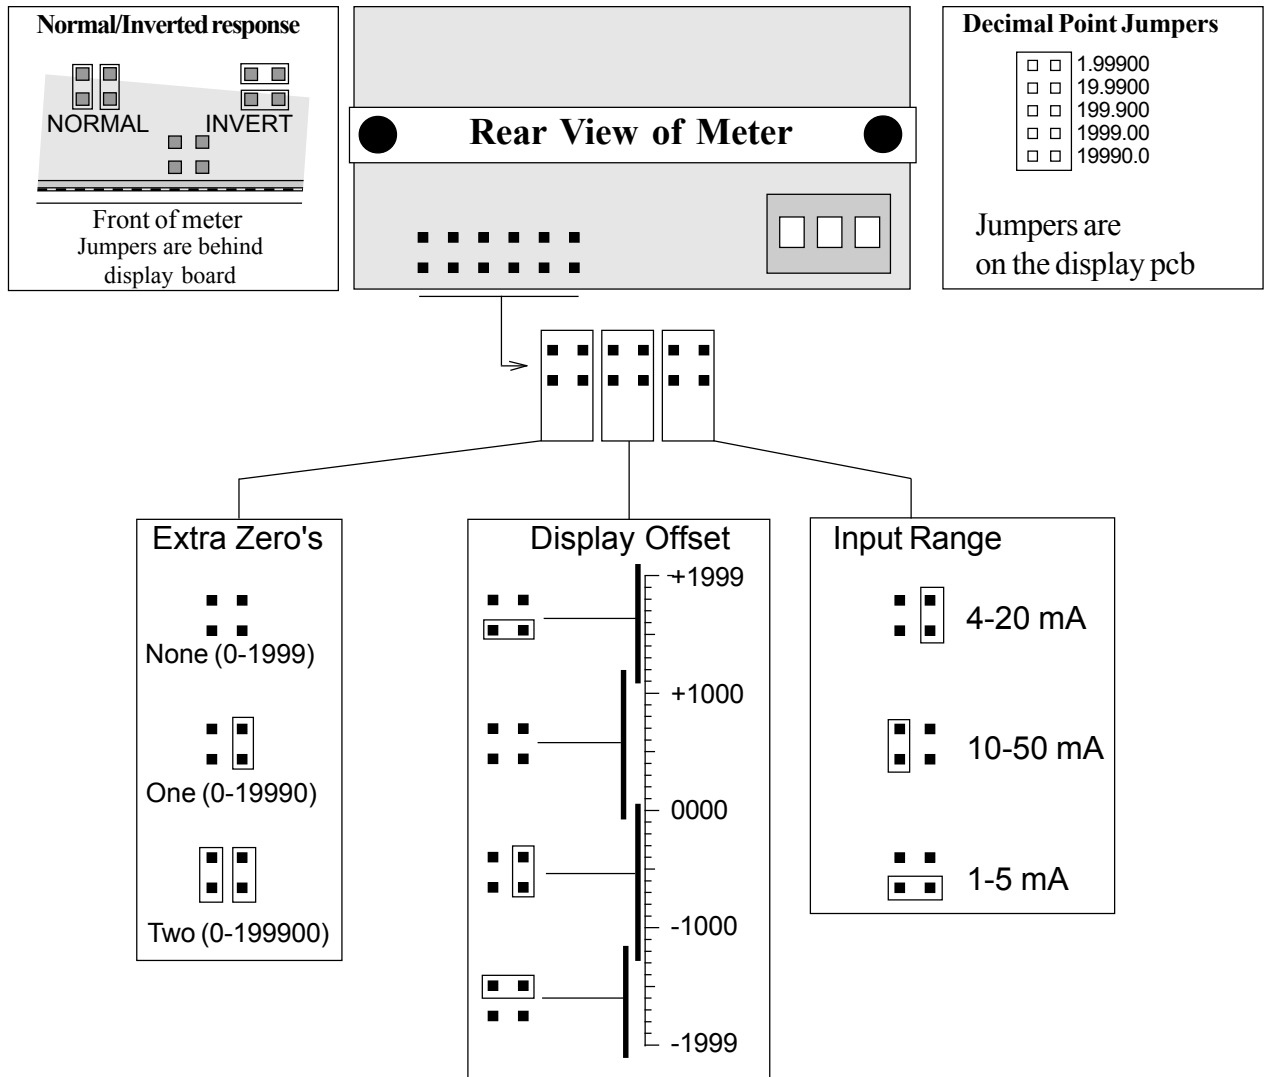 Normal/Inverted response
NORMAL
INVERT
Front of meter
Jumpers are behind
display board
Rear View of Meter
Decimal Point Jumpers
1.99900
19.9900
199.900
1999.00
19990.0
Jumpers are
on the display pcb
Extra Zero's
None (0-1999)
One (0-19990)
Two (0-199900)
Display Offset
+1999
+1000
0000
-1000
-1999
Input Range
4-20 mA
10-50 mA
1-5 mA